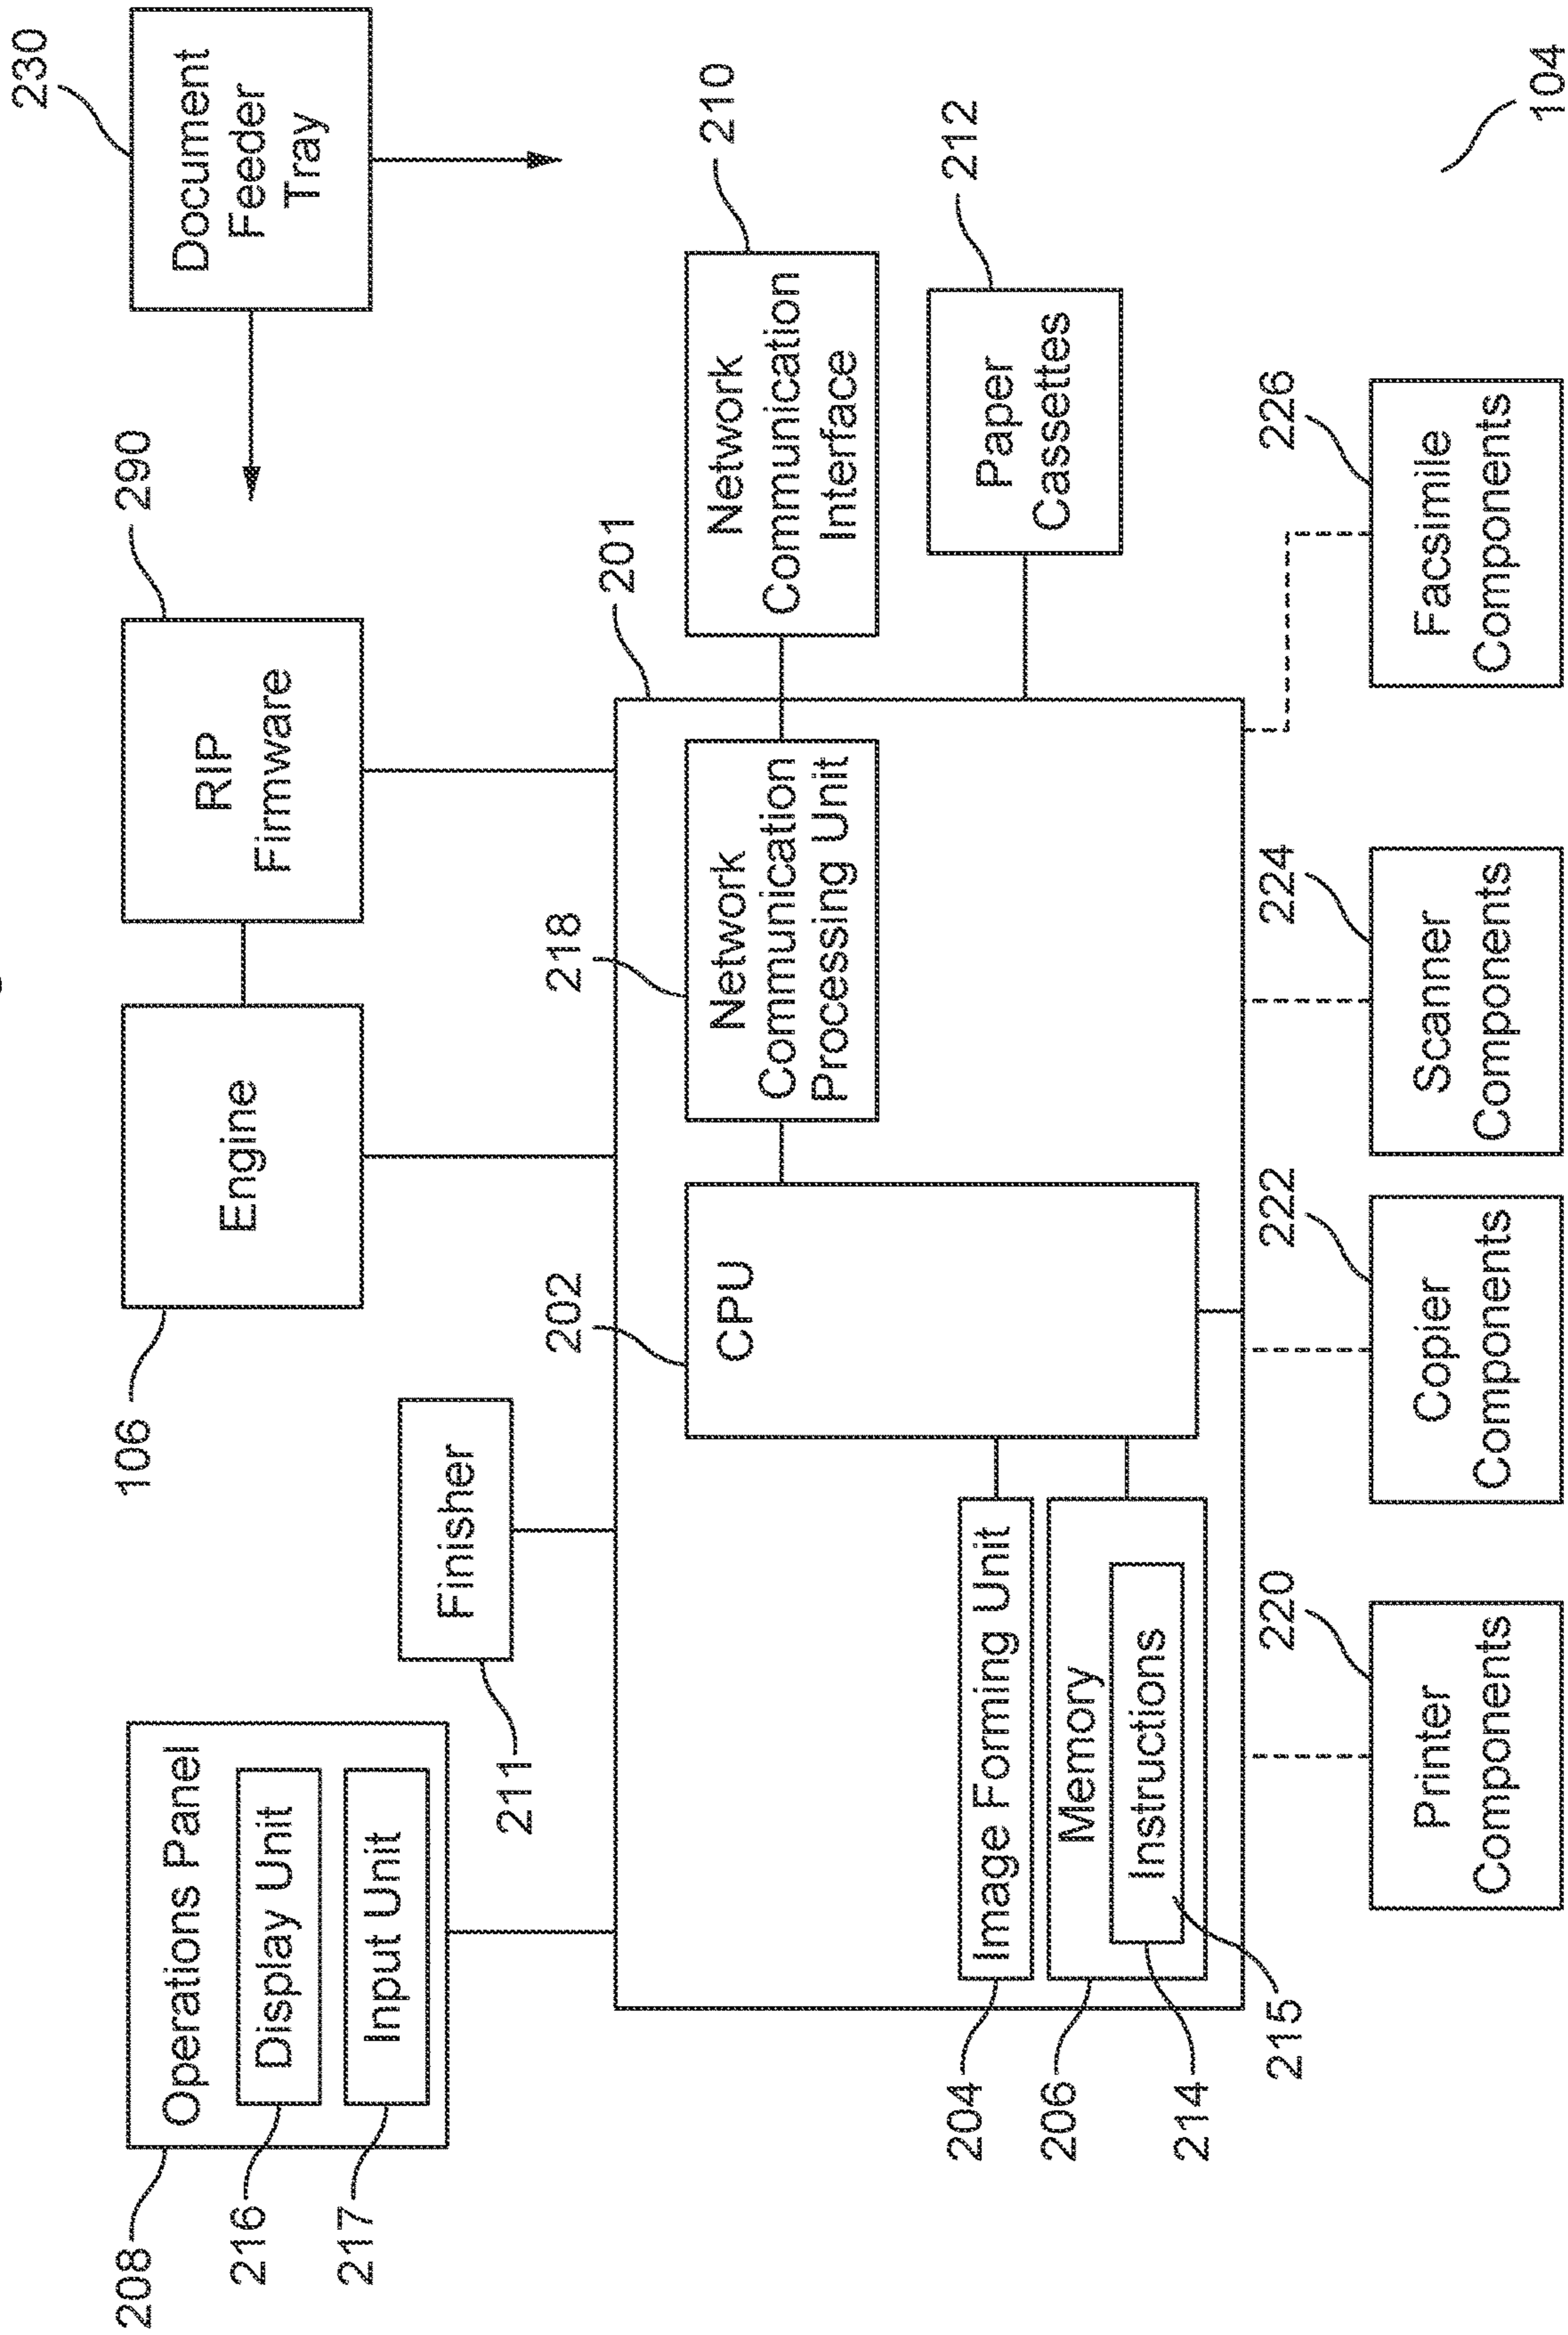 208
Operations Panel
216
Display Unit
217
Input Unit
211
Finisher
106
Engine
290
RIP
Firmware
230
Document
Feeder
Tray
201
202
CPU
218
Network
Communication
Processing Unit
210
Network
Communication
Interface
212
Paper
Cassettes
204
Image Forming Unit
206
Memory
214
Instructions
215
220
Printer
Components
222
Copier
Components
224
Scanner
Components
226
Facsimile
Components
104